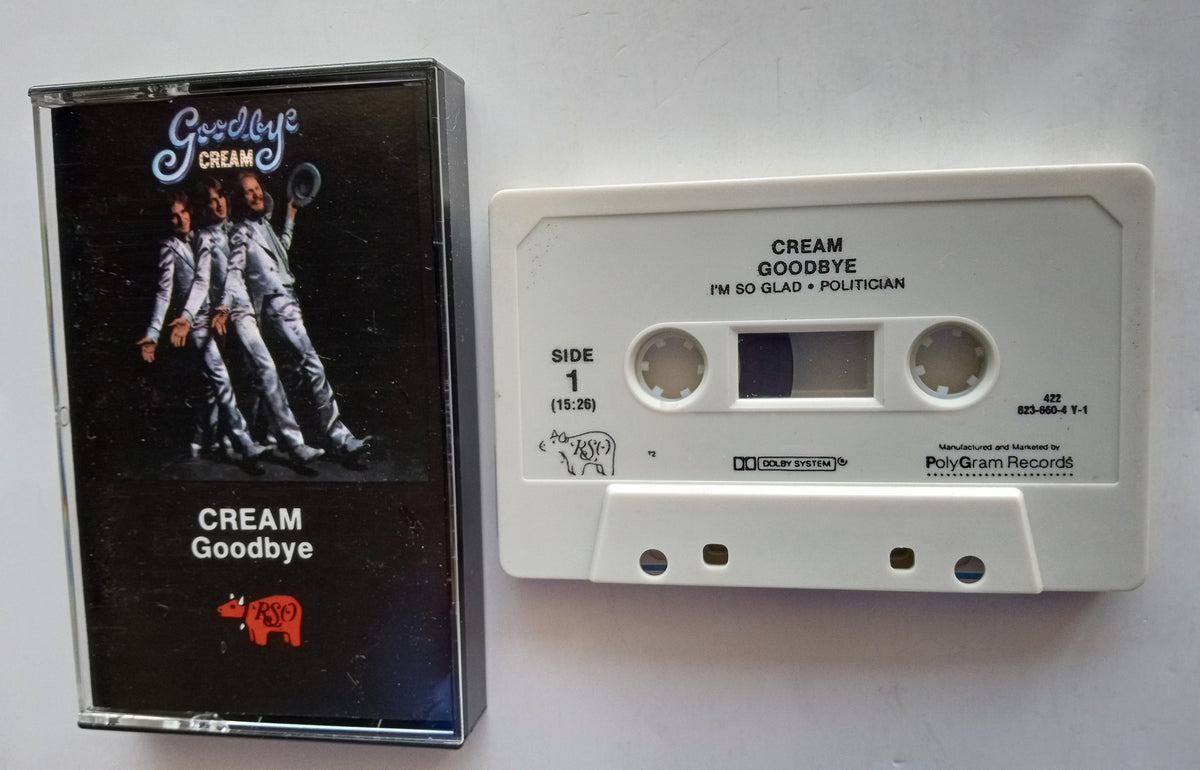 Goodbye
CREAM
CREAM
Goodbye
RSO
CREAM
GOODBYE
I'M SO GLAD • POLITICIAN
SIDE
1
(15:26)
422
823-660-4 Y-1
RSO
T2
DOLBY SYSTEM
Manufactured and Marketed by
PolyGram Records